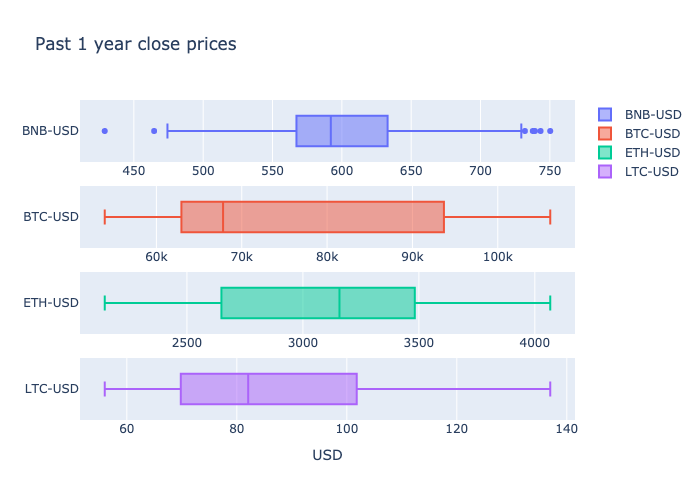 Past 1 year close prices
BNB-USD
450 500 550 600 650 700 750
BTC-USD
60k 70k 80k 90k 100k
ETH-USD
2500 3000 3500 4000
LTC-USD
60 80 100 120 140
USD
BNB-USD
BTC-USD
ETH-USD
LTC-USD